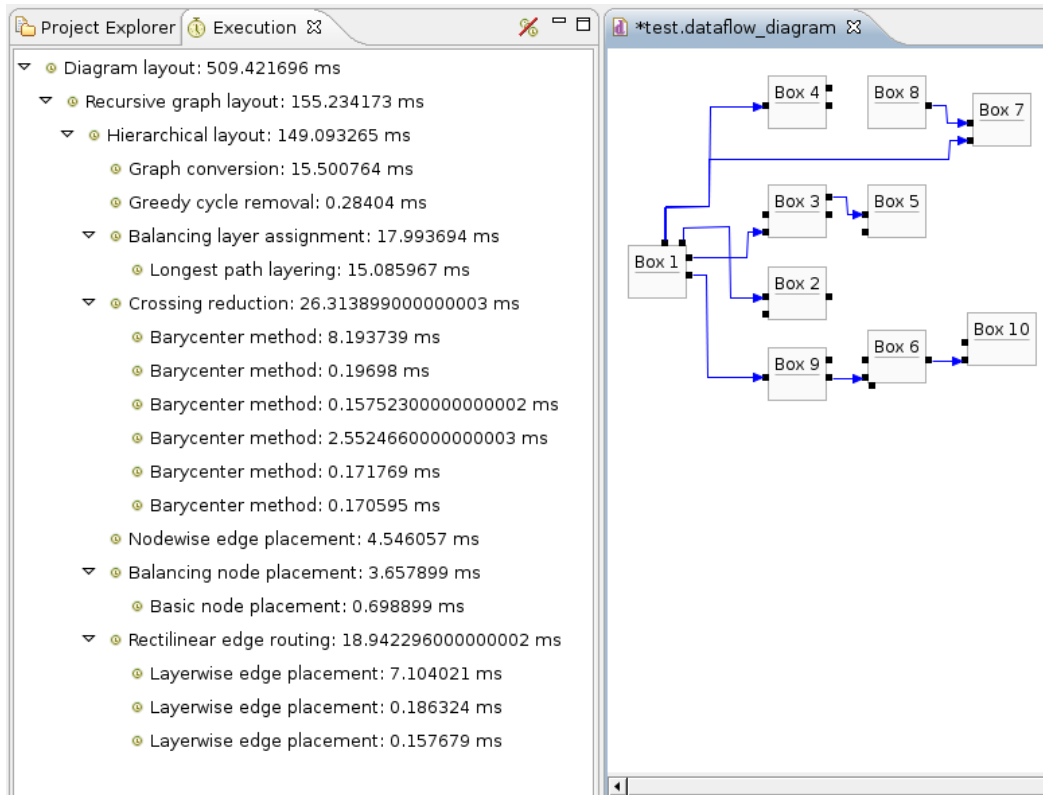 Project Explorer
Execution
Diagram layout: 509.421696 ms
Recursive graph layout: 155.234173 ms
Hierarchical layout: 149.093265 ms
Graph conversion: 15.500764 ms
Greedy cycle removal: 0.28404 ms
Balancing layer assignment: 17.993694 ms
Longest path layering: 15.085967 ms
Crossing reduction: 26.313899000000003 ms
Barycenter method: 8.193739 ms
Barycenter method: 0.19698 ms
Barycenter method: 0.15752300000000002 ms
Barycenter method: 2.5524660000000003 ms
Barycenter method: 0.171769 ms
Barycenter method: 0.170595 ms
Nodewise edge placement: 4.546057 ms
Balancing node placement: 3.657899 ms
Basic node placement: 0.698899 ms
Rectilinear edge routing: 18.942296000000002 ms
Layerwise edge placement: 7.104021 ms
Layerwise edge placement: 0.186324 ms
Layerwise edge placement: 0.157679 ms
*test.dataflow_diagram
Box 4
Box 8
Box 7
Box 3
Box 5
Box 1
Box 2
Box 9
Box 6
Box 10